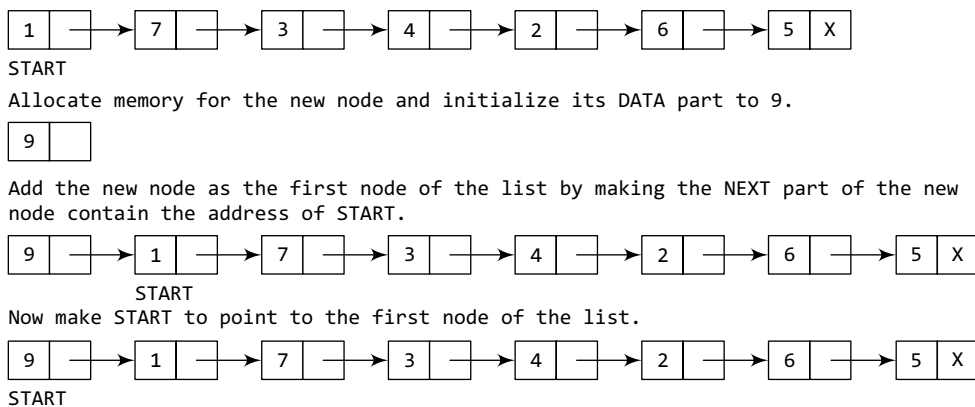 1 7 3 4 2 6 5 X
START
Allocate memory for the new node and initialize its DATA part to 9.
9
Add the new node as the first node of the list by making the NEXT part of the new
node contain the address of START.
9 1 7 3 4 2 6 5 X
START
Now make START to point to the first node of the list.
9 1 7 3 4 2 6 5 X
START